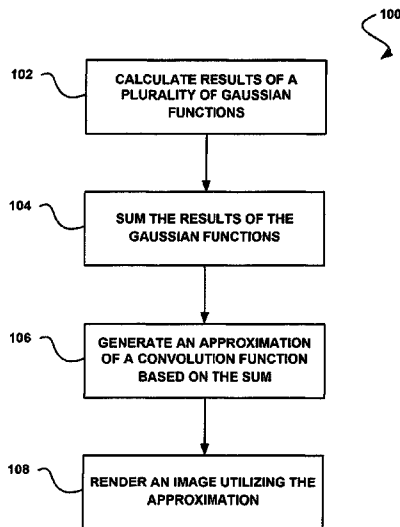 100
102
CALCULATE RESULTS OF A
PLURALITY OF GAUSSIAN
FUNCTIONS
104
SUM THE RESULTS OF THE
GAUSSIAN FUNCTIONS
106
GENERATE AN APPROXIMATION
OF A CONVOLUTION FUNCTION
BASED ON THE SUM
108
RENDER AN IMAGE UTILIZING THE
APPROXIMATION